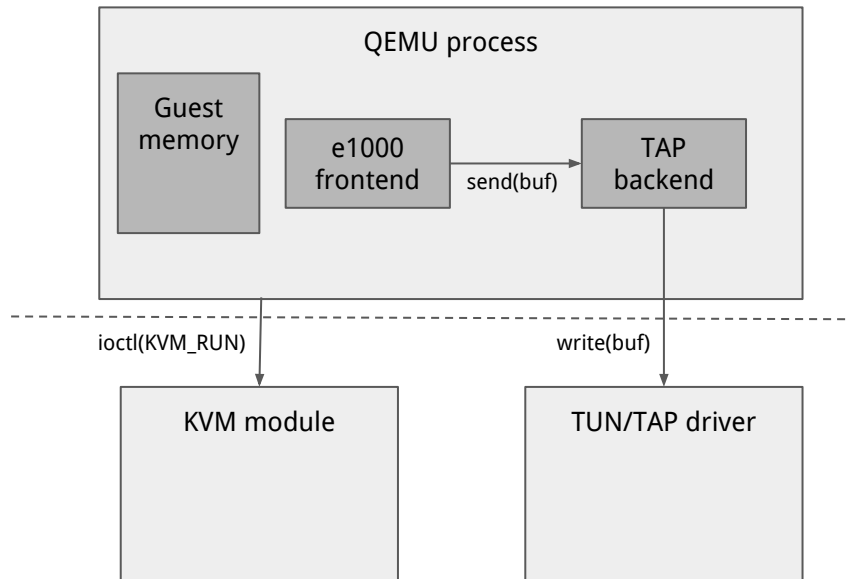 QEMU process
Guest
memory
e1000
frontend
send(buf)
TAP
backend
ioctl(KVM_RUN)
write(buf)
KVM module
TUN/TAP driver